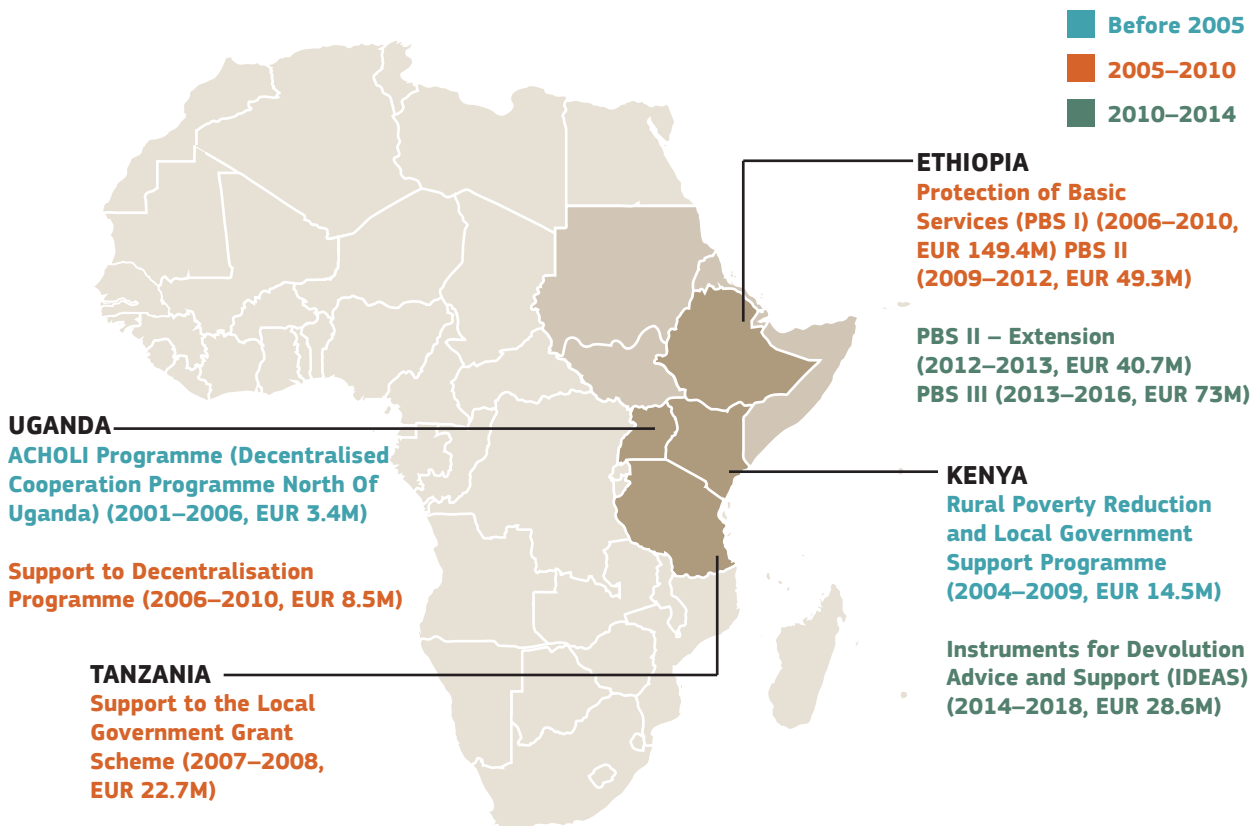 Before 2005
2005–2010
2010–2014
ETHIOPIA
Protection of Basic
Services (PBS I) (2006–2010,
EUR 149.4M) PBS II
(2009–2012, EUR 49.3M)
PBS II – Extension
(2012–2013, EUR 40.7M)
PBS III (2013–2016, EUR 73M)
UGANDA
ACHOLI Programme (Decentralised
Cooperation Programme North Of
Uganda) (2001–2006, EUR 3.4M)
Support to Decentralisation
Programme (2006–2010, EUR 8.5M)
KENYA
Rural Poverty Reduction
and Local Government
Support Programme
(2004–2009, EUR 14.5M)
Instruments for Devolution
Advice and Support (IDEAS)
(2014–2018, EUR 28.6M)
TANZANIA
Support to the Local
Government Grant
Scheme (2007–2008,
EUR 22.7M)